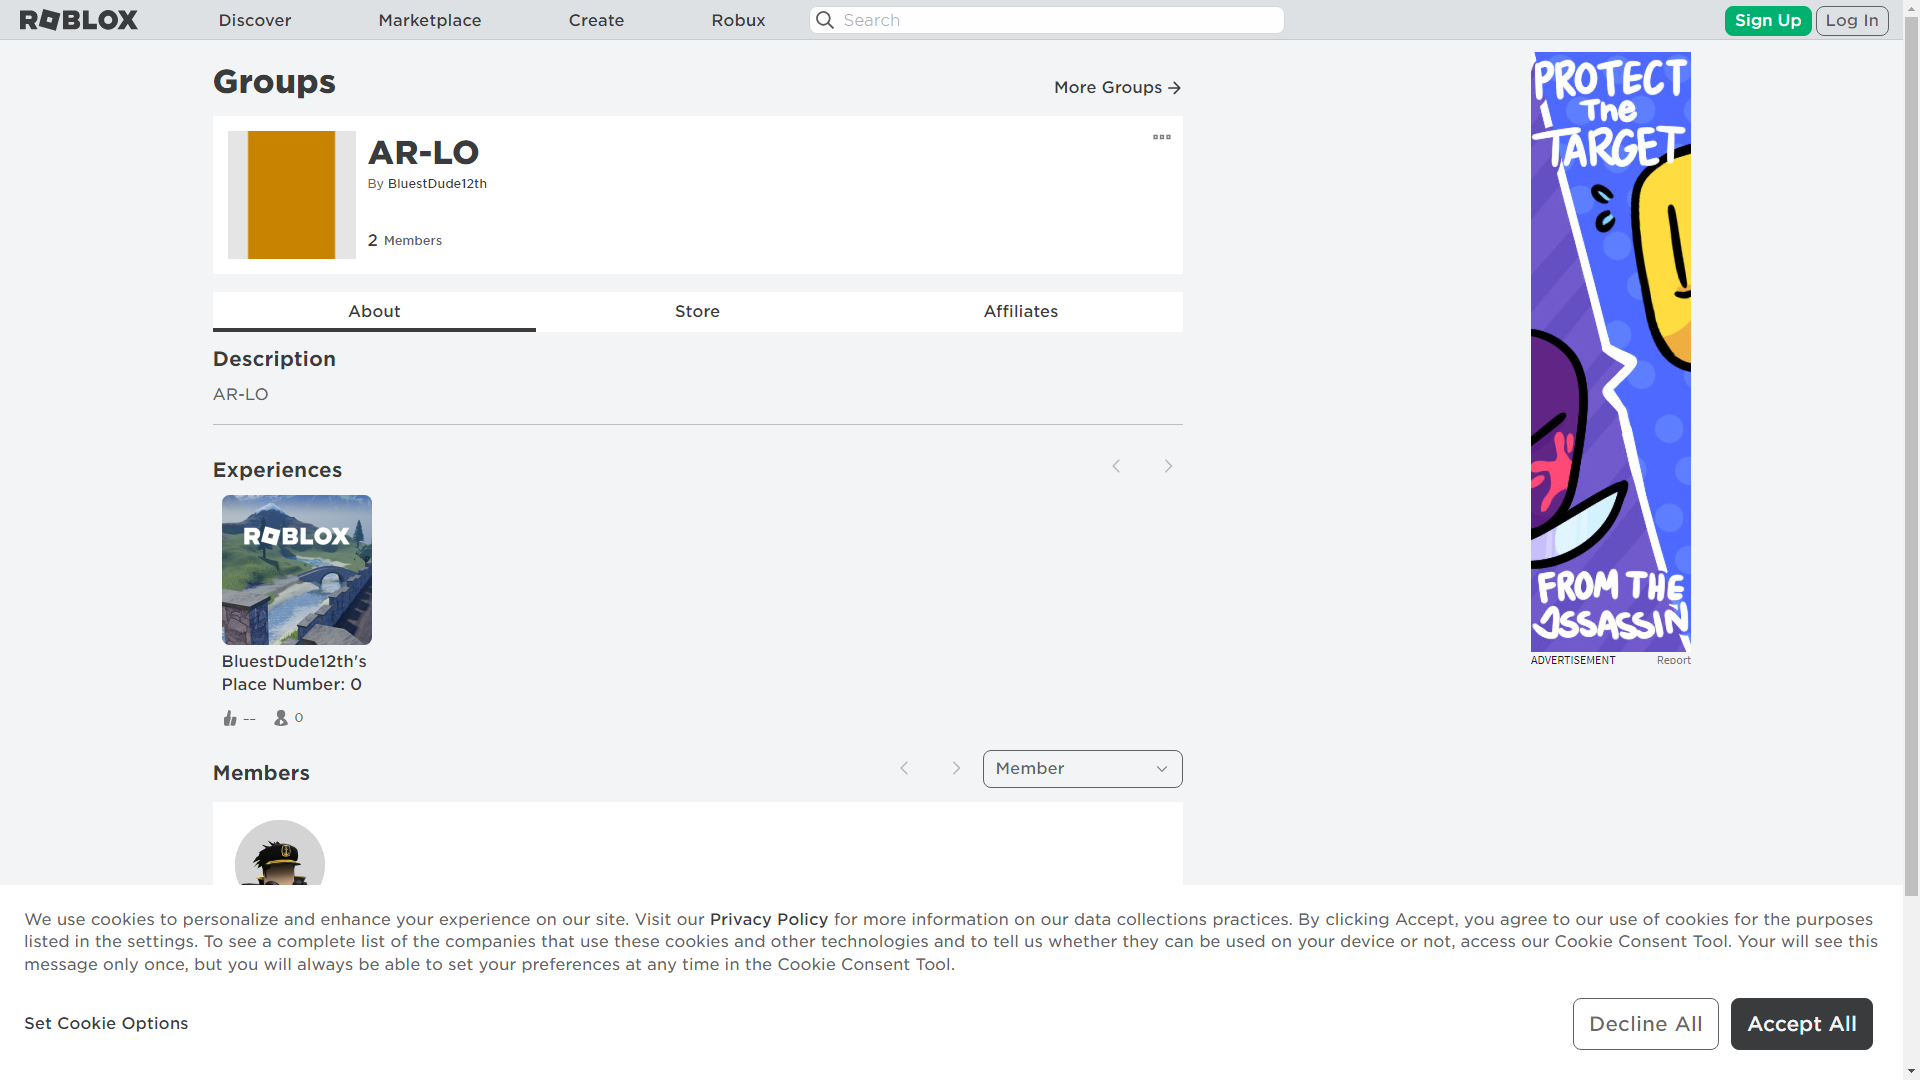 ROBLOX
Discover
Marketplace
Create
Robux
Search
Sign Up
Log In
Groups
More Groups
AR-LO
By BluestDude12th
2 Members
About
Store
Affiliates
Description
AR-LO
Experiences
ROBLOX
BluestDude12th's
Place Number: 0
--
0
Members
Member
PROTECT
The
TARGET
FROM THE
ASSASSIN
ADVERTISEMENT
Report
We use cookies to personalize and enhance your experience on our site. Visit our Privacy Policy for more information on our data collections practices. By clicking Accept, you agree to our use of cookies for the purposes
listed in the settings. To see a complete list of the companies that use these cookies and other technologies and to tell us whether they can be used on your device or not, access our Cookie Consent Tool. Your will see this
message only once, but you will always be able to set your preferences at any time in the Cookie Consent Tool.
Set Cookie Options
Decline All
Accept All